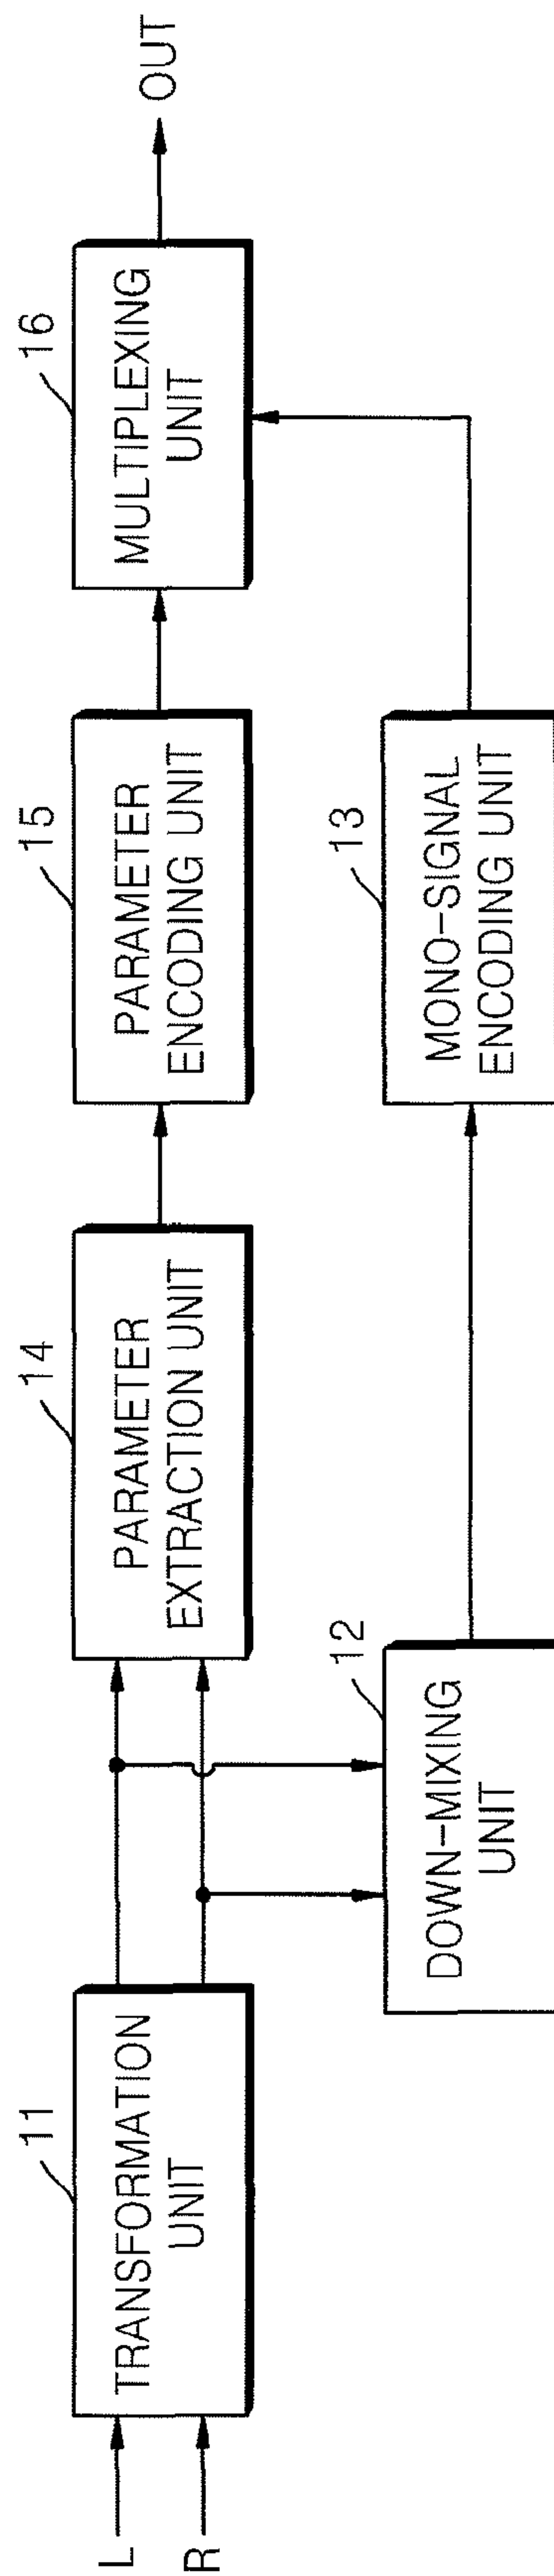 L
R
11
TRANSFORMATION
UNIT
14
PARAMETER
EXTRACTION UNIT
15
PARAMETER
ENCODING UNIT
16
MULTIPLEXING
UNIT
OUT
12
DOWN-MIXING
UNIT
13
MONO-SIGNAL
ENCODING UNIT